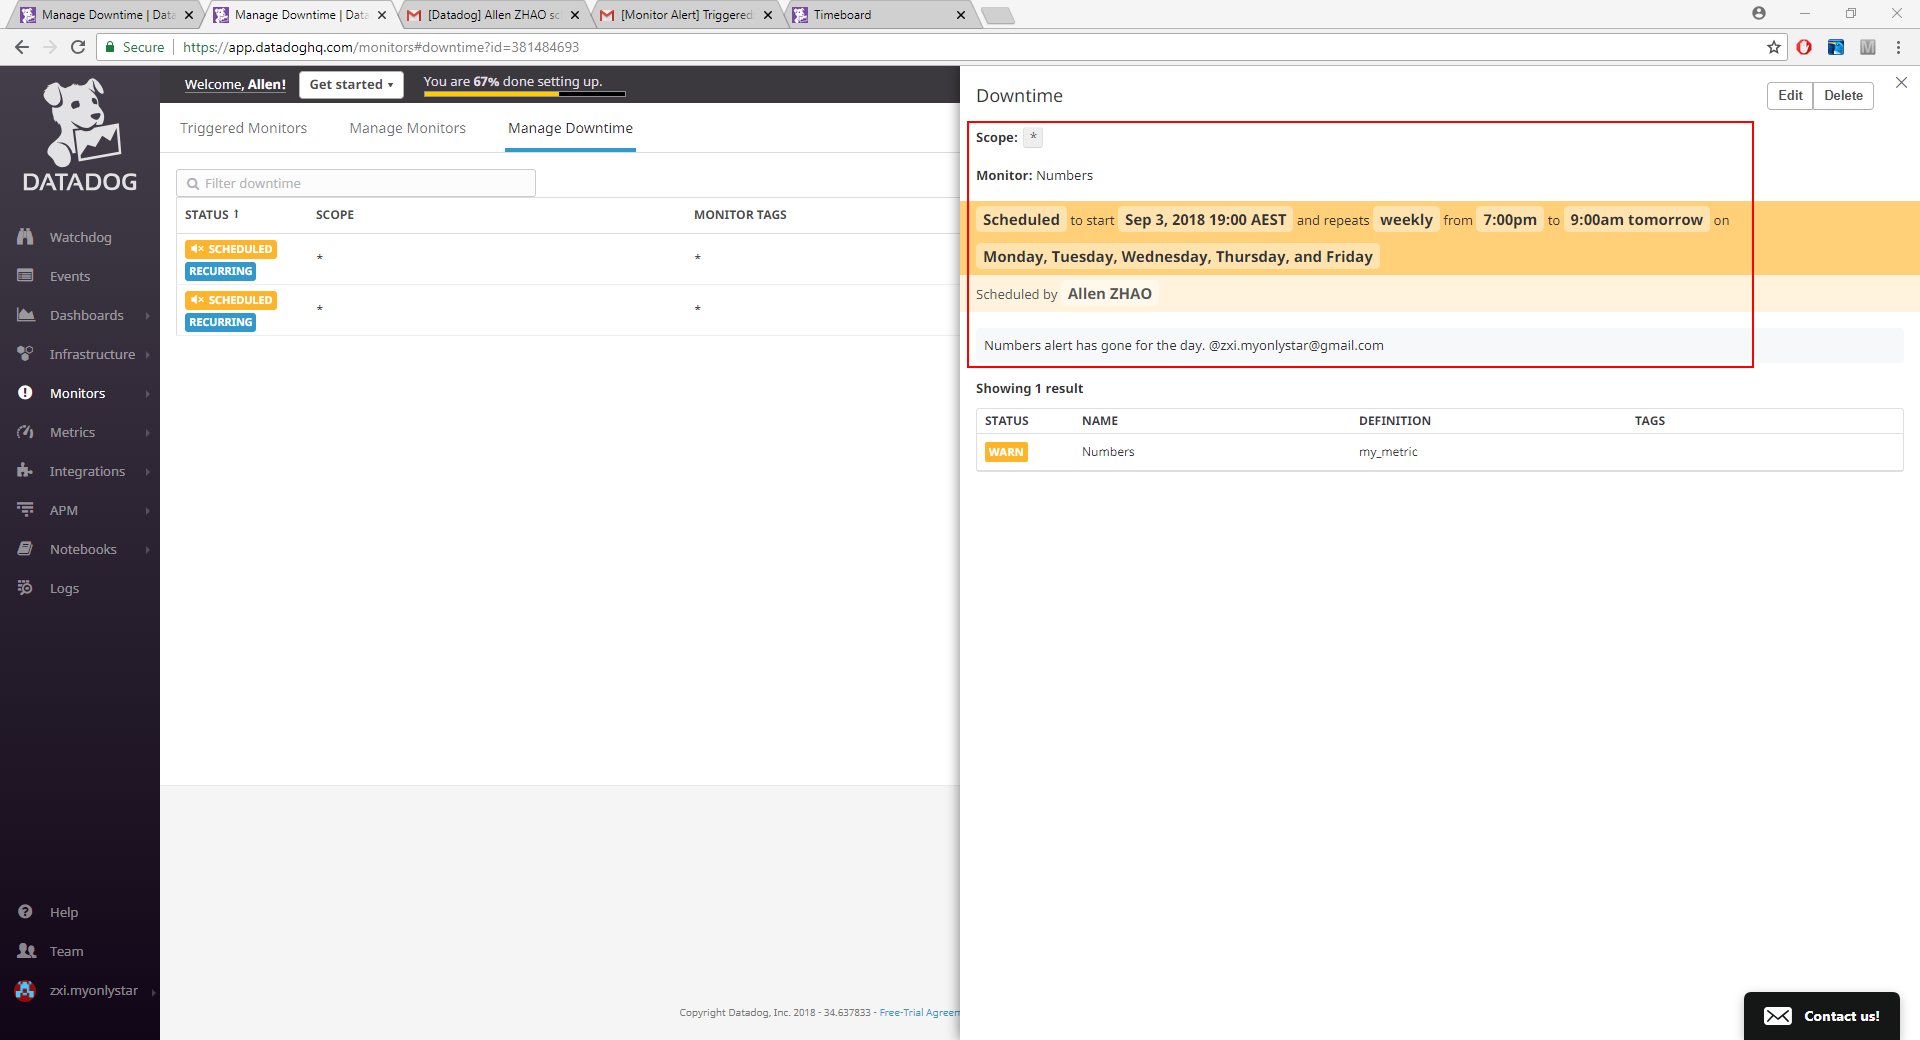 Manage Downtime | Data
Manage Downtime | Data
[Datadog] Allen ZHAO sc
[Monitor Alert] Triggered
Timeboard
Secure
https://app.datadoghq.com/monitors#downtime?id=381484693
DATADOG
Watchdog
Events
Dashboards
Infrastructure
Monitors
Metrics
Integrations
APM
Notebooks
Logs
Help
Team
zxi.myonlystar
Welcome, Allen!
Get started
You are 67% done setting up.
Triggered Monitors
Manage Monitors
Manage Downtime
Filter downtime
STATUS ↑ SCOPE MONITOR TAGS
SCHEDULED
RECURRING
* *
SCHEDULED
RECURRING
* *
Copyright Datadog, Inc. 2018 - 34.637833 - Free-Trial Agreem
Downtime
Edit
Delete
Scope: *
Monitor: Numbers
Scheduled to start Sep 3, 2018 19:00 AEST and repeats weekly from 7:00pm to 9:00am tomorrow on
Monday, Tuesday, Wednesday, Thursday, and Friday
Scheduled by Allen ZHAO
Numbers alert has gone for the day. @zxi.myonlystar@gmail.com
Showing 1 result
STATUS NAME DEFINITION TAGS
WARN Numbers my_metric
Contact us!